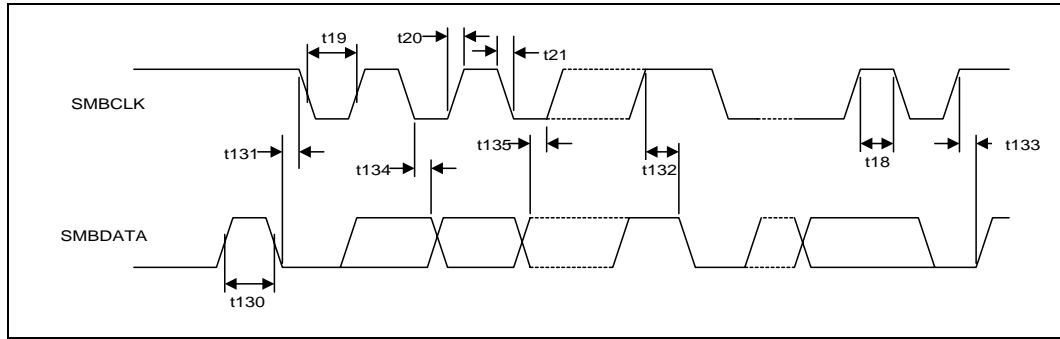 t19
t20
t21
SMBCLK
t131
t134
t135
t132
t18
t133
SMBDATA
t130